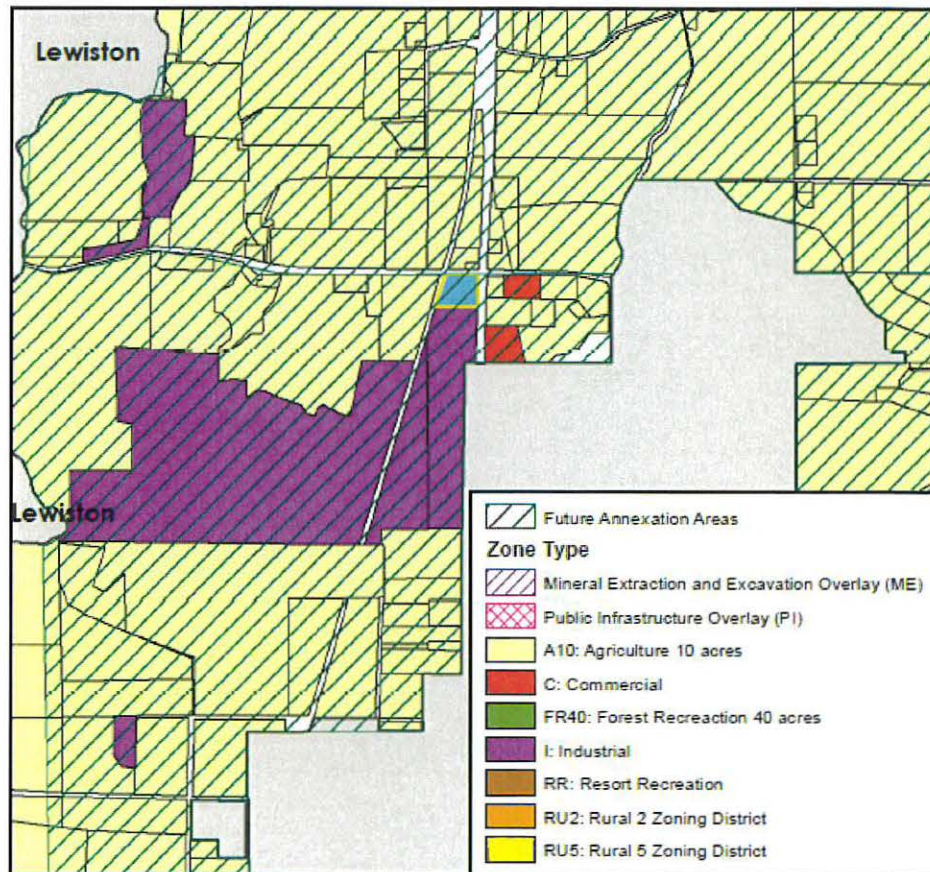 Lewiston
Lewiston
Future Annexation Areas
Zone Type
Mineral Extraction and Excavation Overlay (ME)
Public Infrastructure Overlay (PI)
A10: Agriculture 10 acres
C: Commercial
FR40: Forest Recreaction 40 acres
I: Industrial
RR: Resort Recreation
RU2: Rural 2 Zoning District
RU5: Rural 5 Zoning District